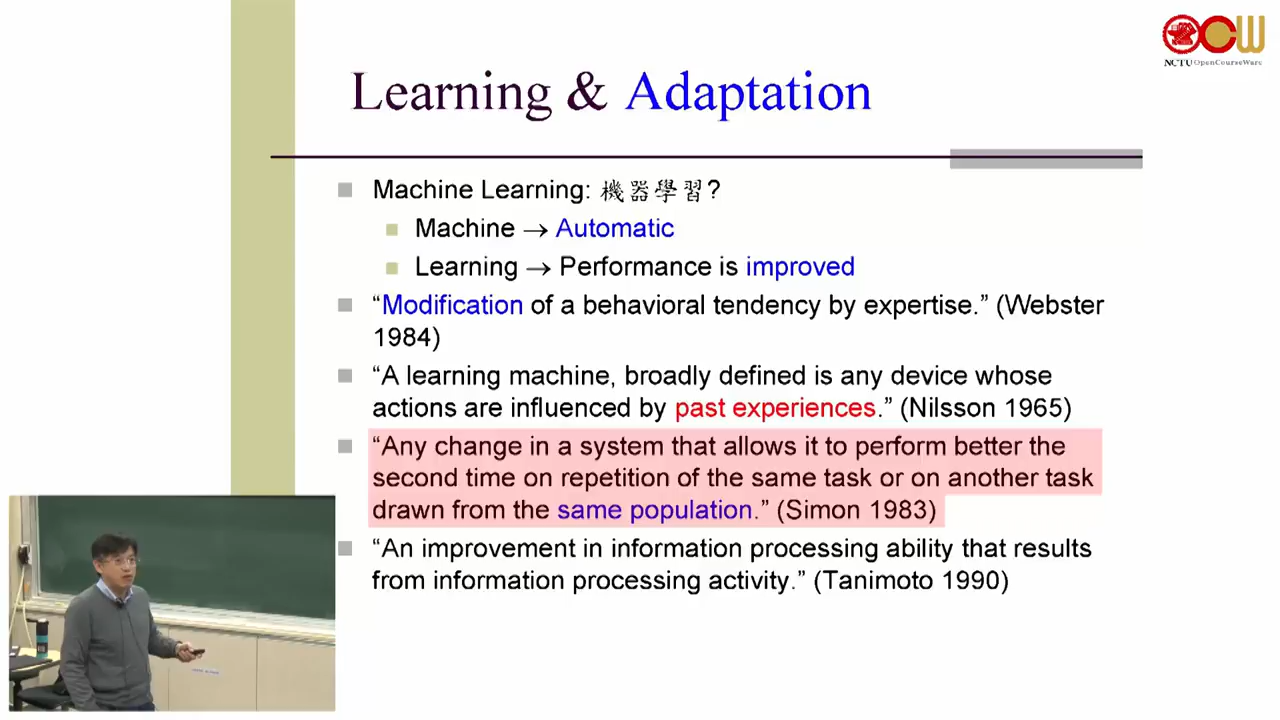 NCTU OpenCourseWare
Learning & Adaptation
Machine Learning: 機器學習?
Machine → Automatic
Learning → Performance is improved
“Modification of a behavioral tendency by expertise.” (Webster
1984)
“A learning machine, broadly defined is any device whose
actions are influenced by past experiences.” (Nilsson 1965)
“Any change in a system that allows it to perform better the
second time on repetition of the same task or on another task
drawn from the same population.” (Simon 1983)
“An improvement in information processing ability that results
from information processing activity.” (Tanimoto 1990)